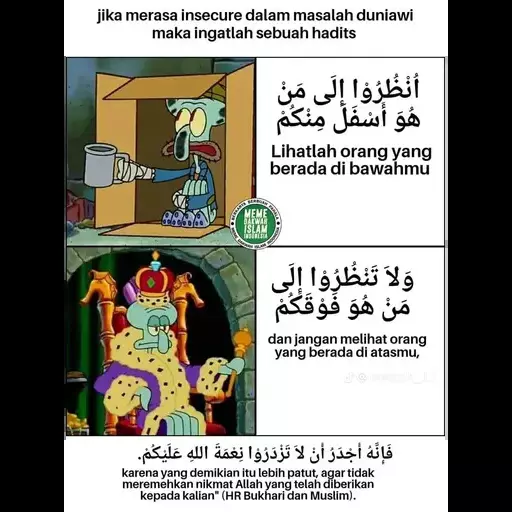 jika merasa insecure dalam masalah duniawi
maka ingatlah sebuah hadits
اُنْظُرُوْا إِلَى مَنْ
هُوَ أَسْفَلَ مِنْكُمْ
Lihatlah orang yang
berada di bawahmu
MEME
DAKWAH
ISLAM
INDONESIA
وَلاَ تَنْظُرُوْا إِلَى
مَنْ هُوَ فَوْقَكُمْ
dan jangan melihat orang
yang berada di atasmu,
فَإِنَّهُ أَجْدَرُ أَنْ لاَ تَزْدَرُوْا نِعْمَةَ اللهِ عَلَيْكُمْ.
karena yang demikian itu lebih patut, agar tidak
meremehkan nikmat Allah yang telah diberikan
kepada kalian" (HR Bukhari dan Muslim).